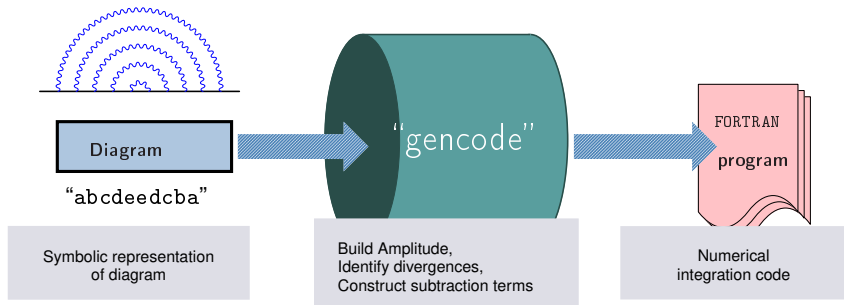 Diagram
“abcdeedcba”
Symbolic representation
of diagram
“gencode”
Build Amplitude,
Identify divergences,
Construct subtraction terms
FORTRAN
program
Numerical
integration code